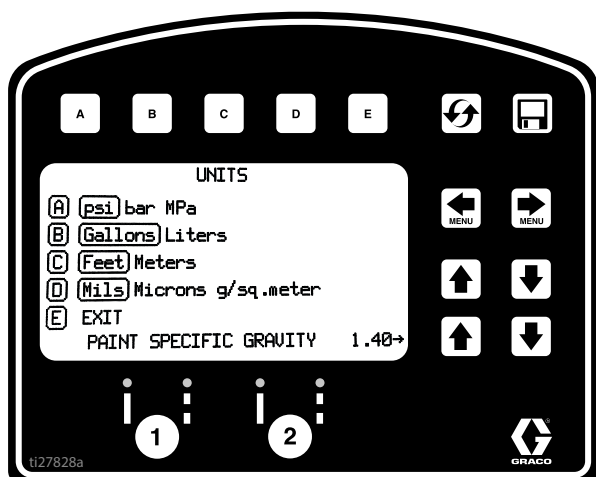 A B C D E
UNITS
A psi bar MPa
B Gallons Liters
C Feet Meters
D Mils Microns g/sq.meter
E EXIT
PAINT SPECIFIC GRAVITY 1.40→
MENU MENU
1 2
ti27828a
GRACO